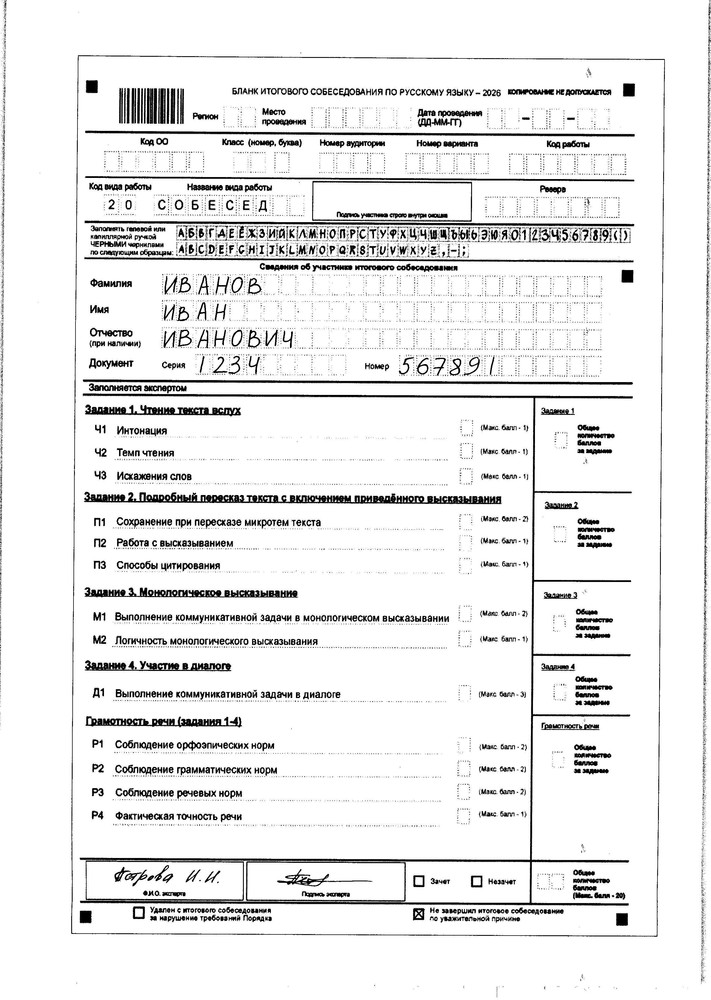 БЛАНК ИТОГОВОГО СОБЕСЕДОВАНИЯ ПО РУССКОМУ ЯЗЫКУ – 2026 КОПИРОВАНИЕ НЕ ДОПУСКАЕТСЯ
Регион Место проведения Дата проведения (ДД-ММ-ГГ) – –
Код ОО Класс (номер, буква) Номер аудитории Номер варианта Код работы
Код вида работы Название вида работы Резерв
20 СОБЕСЕД
Подпись участника строго внутри окошка
Заполнять гелевой или
капиллярной ручкой
ЧЕРНЫМИ чернилами
по следующим образцам:
АБВГДЕЁЖЗИЙКЛМНОПРСТУФХЦЧШЩЪЫЬЭЮЯ0123456789()
ABCDEFGHIJKLMNOPQRSTUVWXYZ,-;
Сведения об участнике итогового собеседования
Фамилия ИВАНОВ
Имя ИВАН
Отчество (при наличии) ИВАНОВИЧ
Документ Серия 1234 Номер 567891
Заполняется экспертом
Задание 1. Чтение текста вслух
Ч1 Интонация (Макс. балл - 1)
Ч2 Темп чтения (Макс. балл - 1)
Ч3 Искажения слов (Макс. балл - 1)
Задание 1
Общее
количество
баллов
за задание
Задание 2. Подробный пересказ текста с включением приведённого высказывания
П1 Сохранение при пересказе микротем текста (Макс. балл - 2)
П2 Работа с высказыванием (Макс. балл - 1)
П3 Способы цитирования (Макс. балл - 1)
Задание 2
Общее
количество
баллов
за задание
Задание 3. Монологическое высказывание
М1 Выполнение коммуникативной задачи в монологическом высказывании (Макс. балл - 2)
М2 Логичность монологического высказывания (Макс. балл - 1)
Задание 3
Общее
количество
баллов
за задание
Задание 4. Участие в диалоге
Д1 Выполнение коммуникативной задачи в диалоге (Макс. балл - 3)
Задание 4
Общее
количество
баллов
за задание
Грамотность речи (задания 1-4)
Р1 Соблюдение орфоэпических норм (Макс. балл - 2)
Р2 Соблюдение грамматических норм (Макс. балл - 2)
Р3 Соблюдение речевых норм (Макс. балл - 2)
Р4 Фактическая точность речи (Макс. балл - 1)
Грамотность речи
Общее
количество
баллов
за задание
Петрова И.И.
Ф.И.О. эксперта
Подпись эксперта
Зачет Незачет
Общее
количество
баллов
(Макс. балл - 20)
Удален с итогового собеседования
за нарушение требований Порядка
Не завершил итоговое собеседование
по уважительной причине